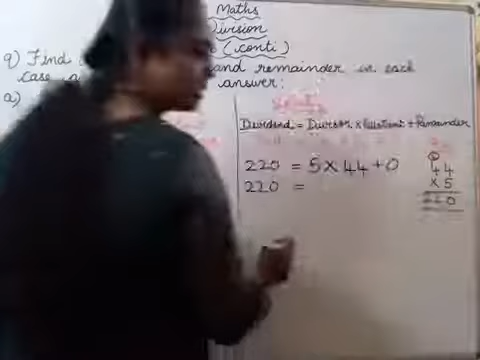 Maths
Division
(conti)
9) Find and remainder in each
case answer:
a)
Dividend = Divisor × Quotient + Remainder
220 = 5 × 44 + 0
220 =
44
× 5
220